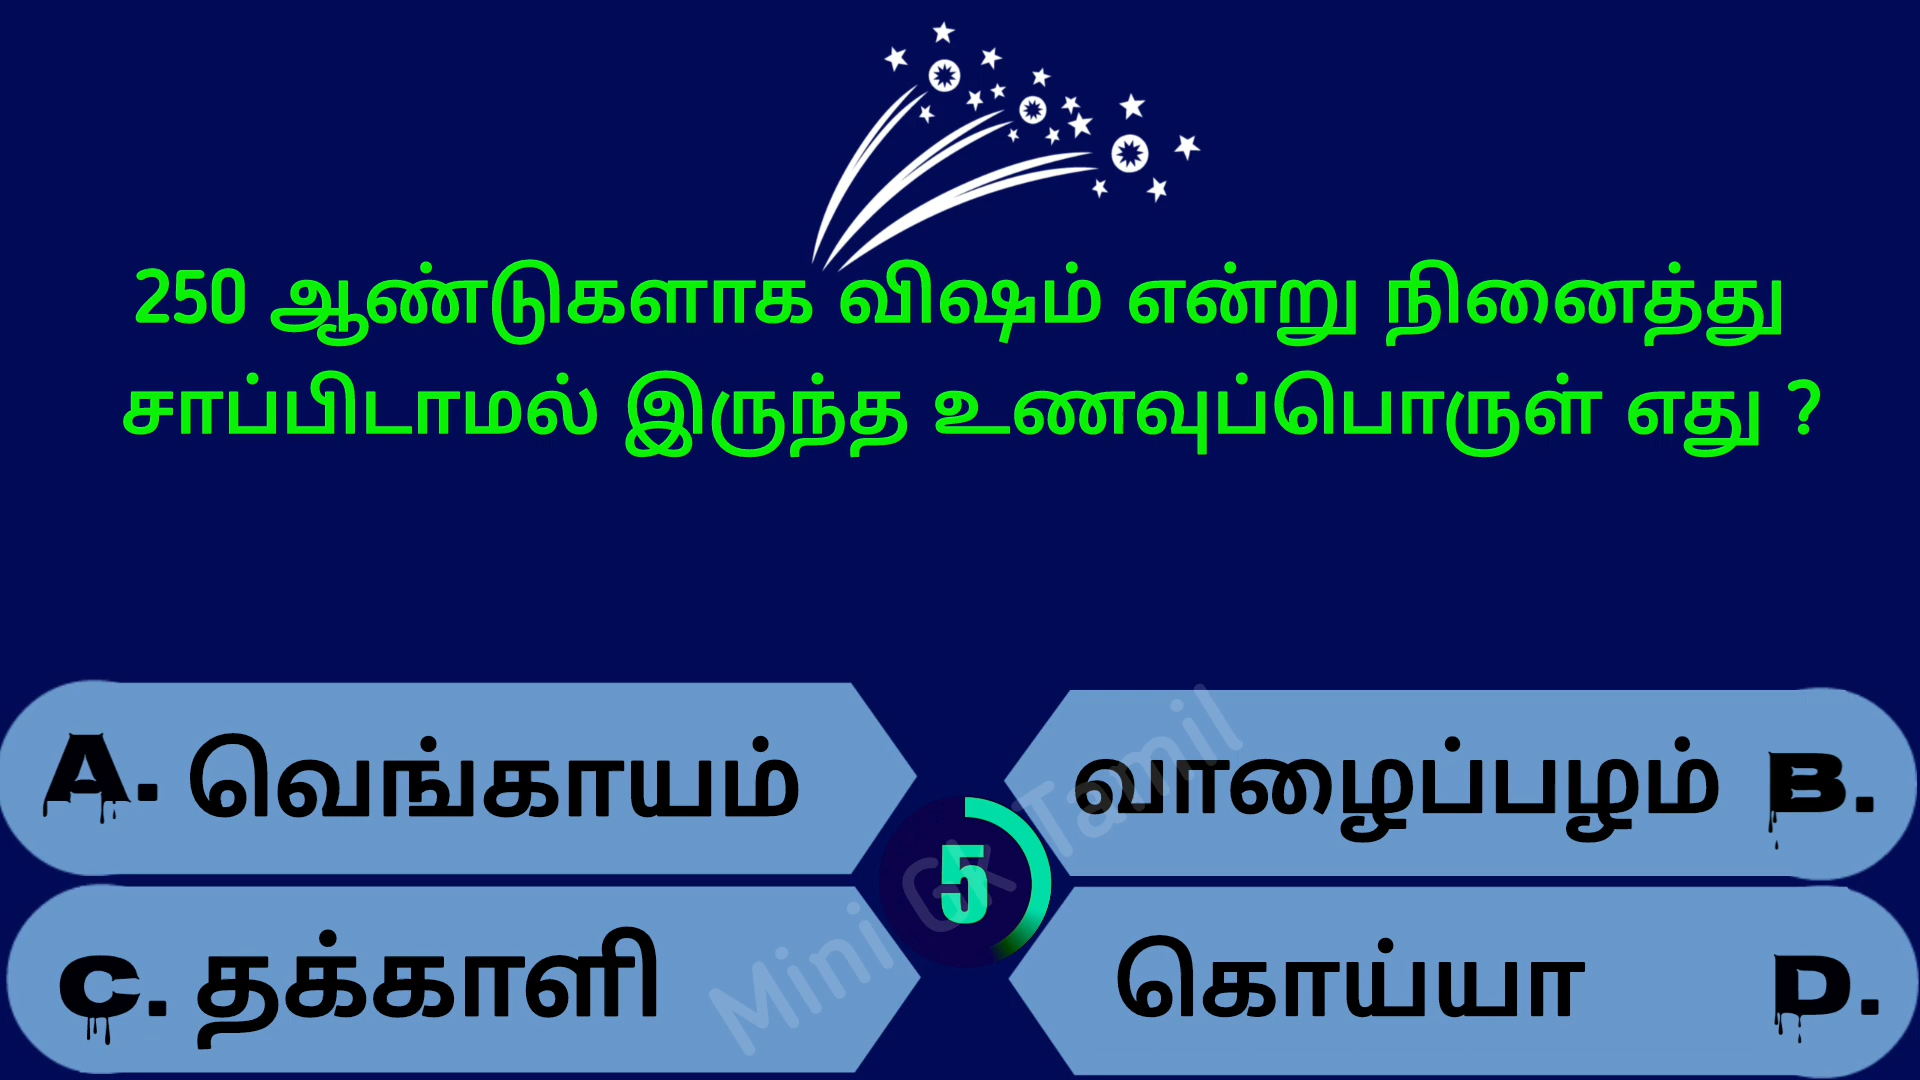 250 ஆண்டுகளாக விஷம் என்று நினைத்து
சாப்பிடாமல் இருந்த உணவுப்பொருள் எது ?
A. வெங்காயம்
வாழைப்பழம் B.
5
C. தக்காளி
கொய்யா D.
Mini Gk Tamil